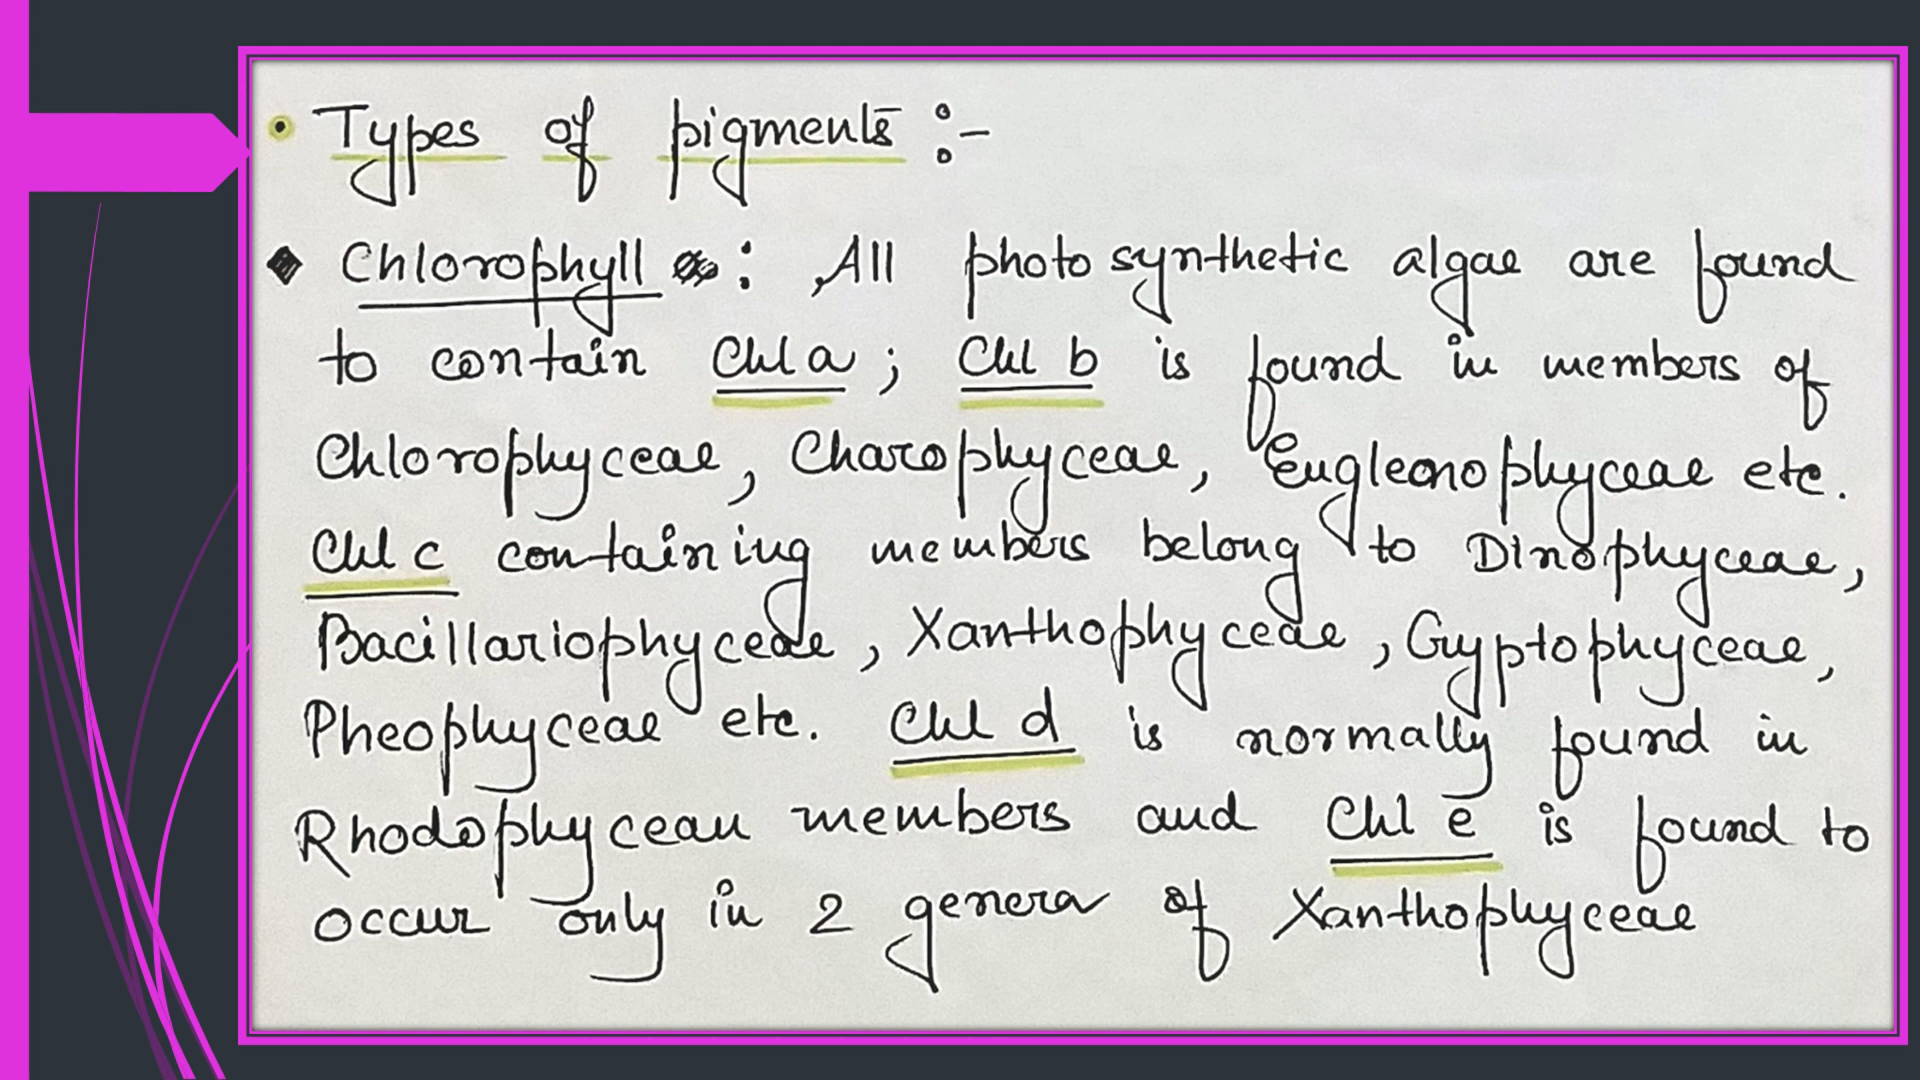 • Types of pigments :-
◆ Chlorophyll : All photosynthetic algae are found
to contain Chl a ; Chl b is found in members of
Chlorophyceae, Charophyceae, Eugleonophyceae etc.
Chl c containing members belong to Dinophyceae,
Bacillariophyceae, Xanthophyceae, Cryptophyceae,
Pheophyceae etc. Chl d is normally found in
Rhodophycean members and Chl e is found to
occur only in 2 genera of Xanthophyceae